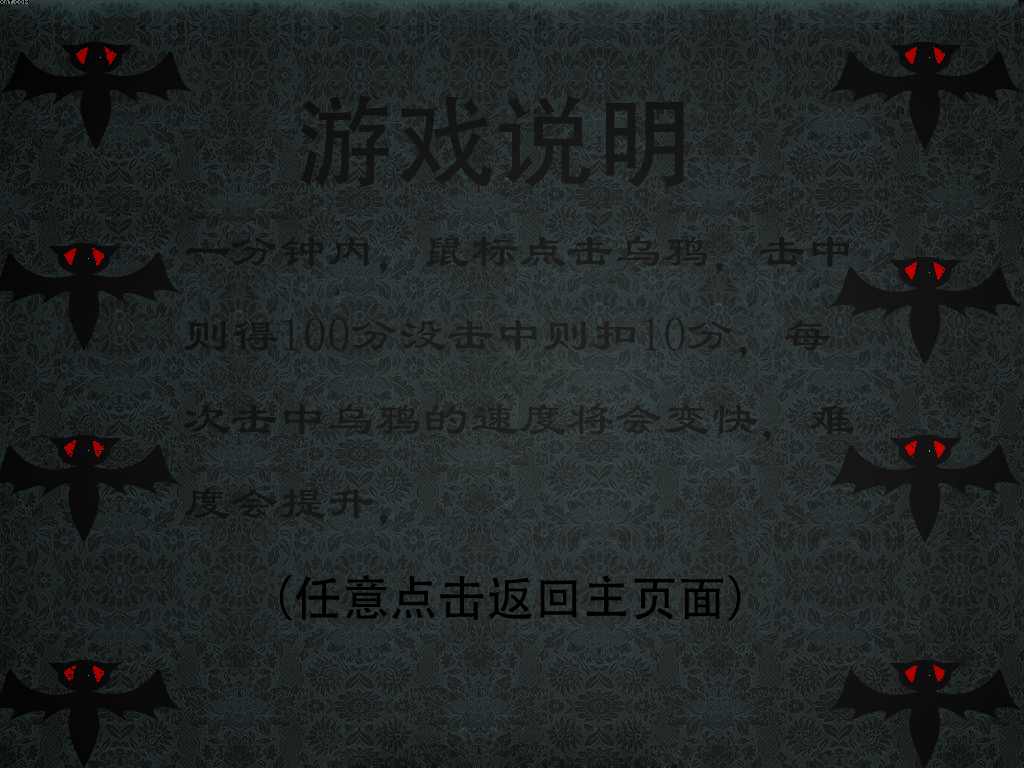 游戏说明
一分钟内，鼠标点击乌鸦，击中
则得100分没击中则扣10分，每
次击中乌鸦的速度将会变快，难
度会提升，
(任意点击返回主页面)